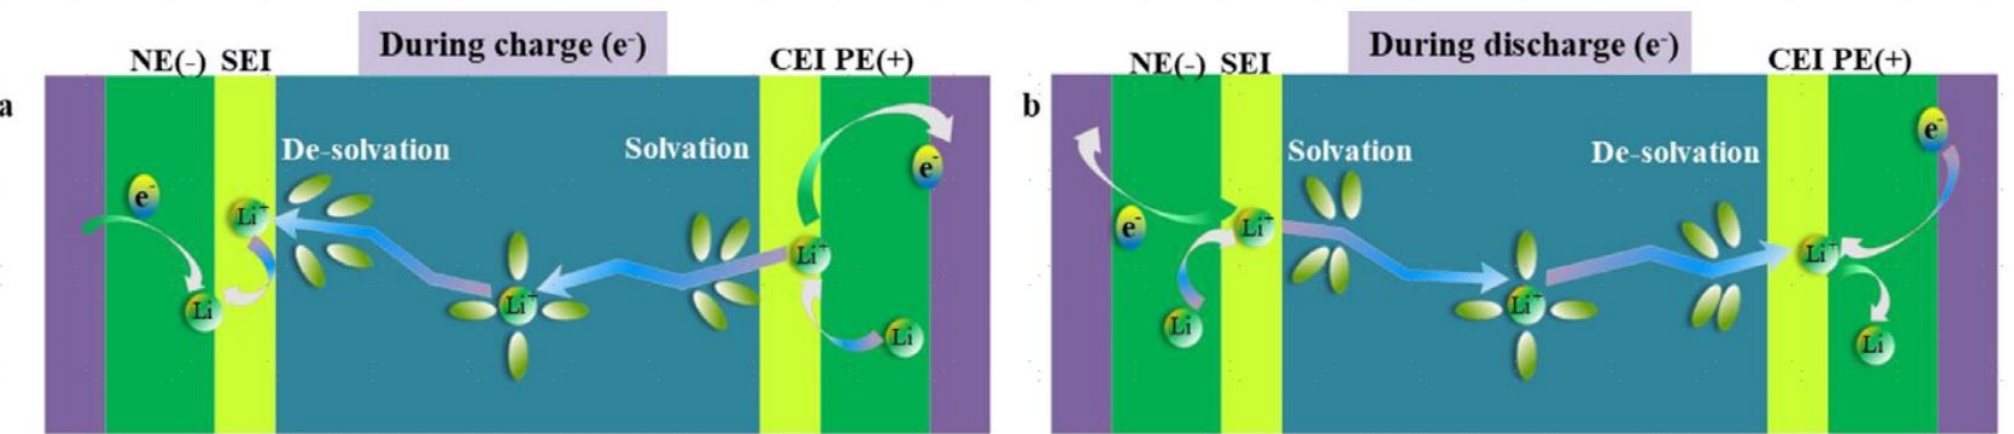 a
NE(-) SEI
During charge (e⁻)
CEI PE(+)
De-solvation
Solvation
e⁻
e⁻
Li⁺
Li⁺
Li⁺
Li
Li
b
NE(-) SEI
During discharge (e⁻)
CEI PE(+)
Solvation
De-solvation
e⁻
e⁻
Li⁺
Li⁺
Li⁺
Li
Li